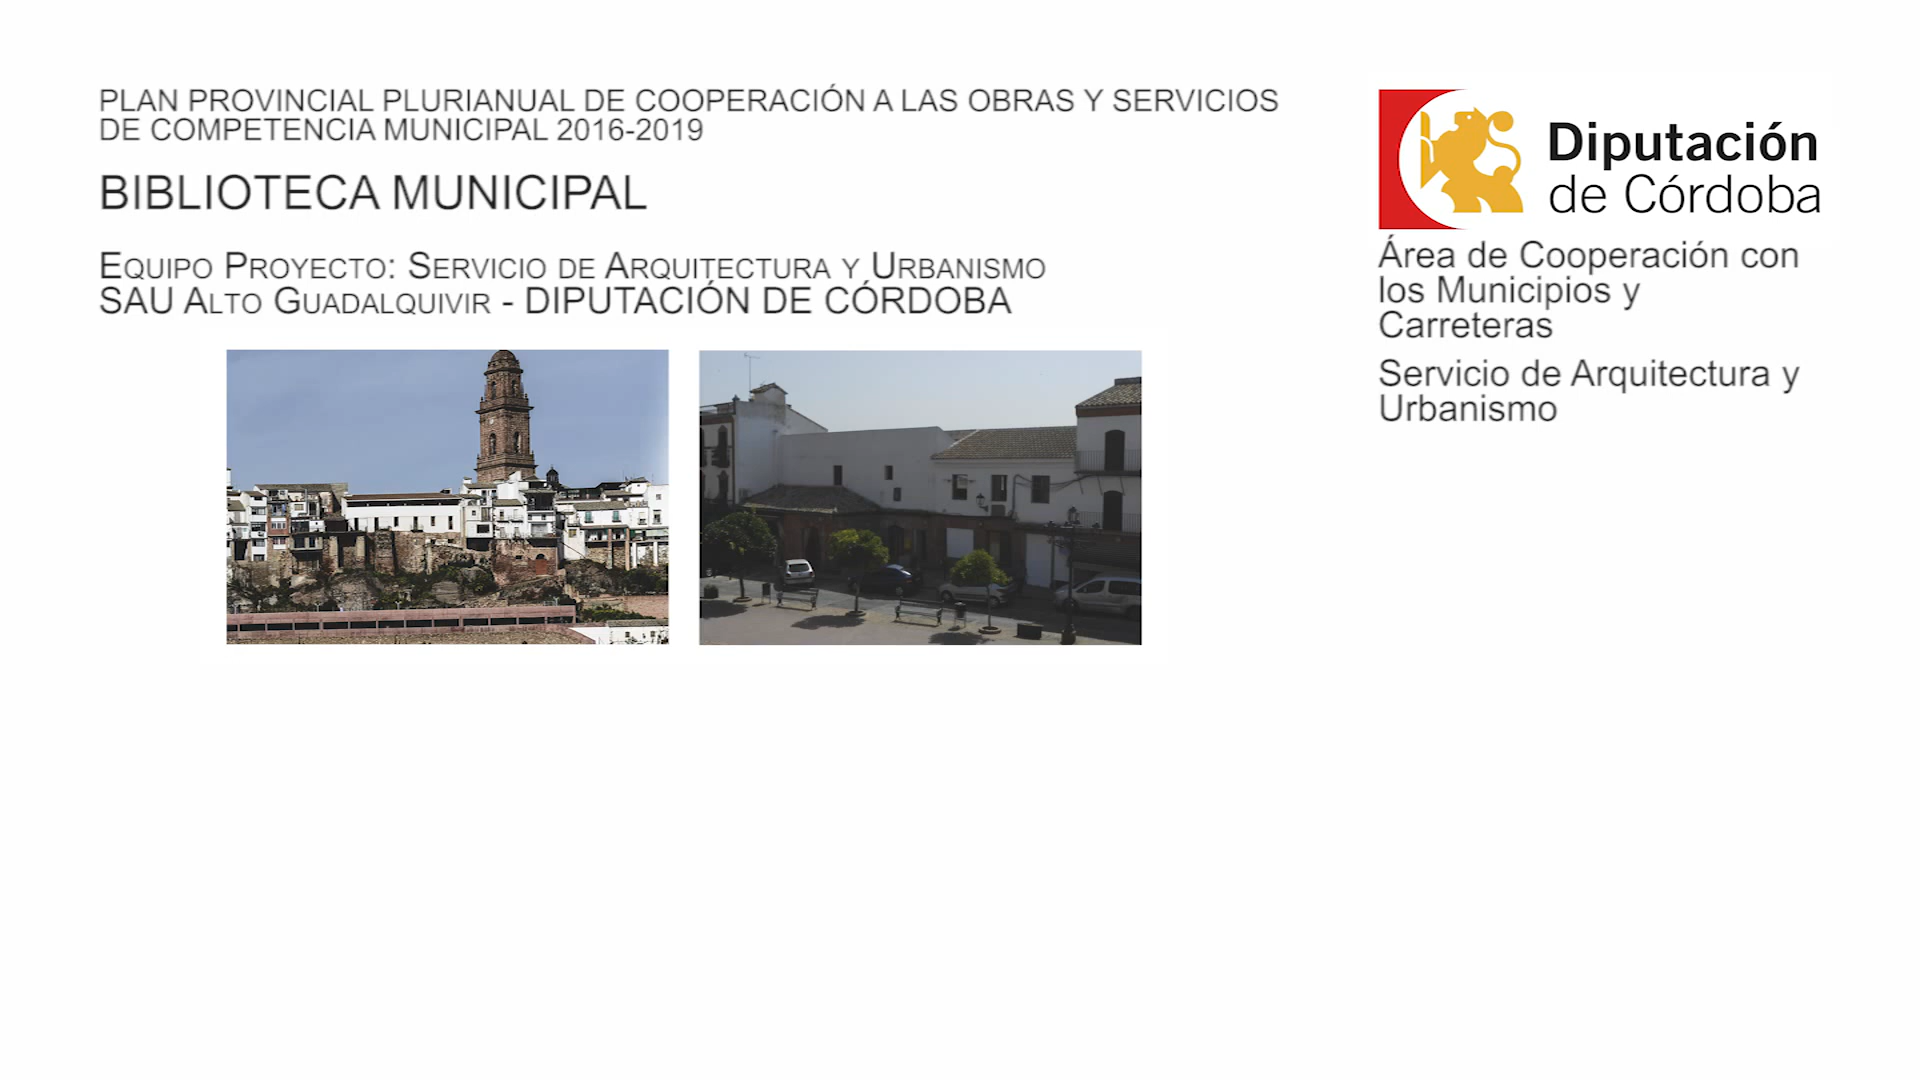 PLAN PROVINCIAL PLURIANUAL DE COOPERACIÓN A LAS OBRAS Y SERVICIOS
DE COMPETENCIA MUNICIPAL 2016-2019
BIBLIOTECA MUNICIPAL
EQUIPO PROYECTO: SERVICIO DE ARQUITECTURA Y URBANISMO
SAU ALTO GUADALQUIVIR - DIPUTACIÓN DE CÓRDOBA
Diputación
de Córdoba
Área de Cooperación con
los Municipios y
Carreteras
Servicio de Arquitectura y
Urbanismo